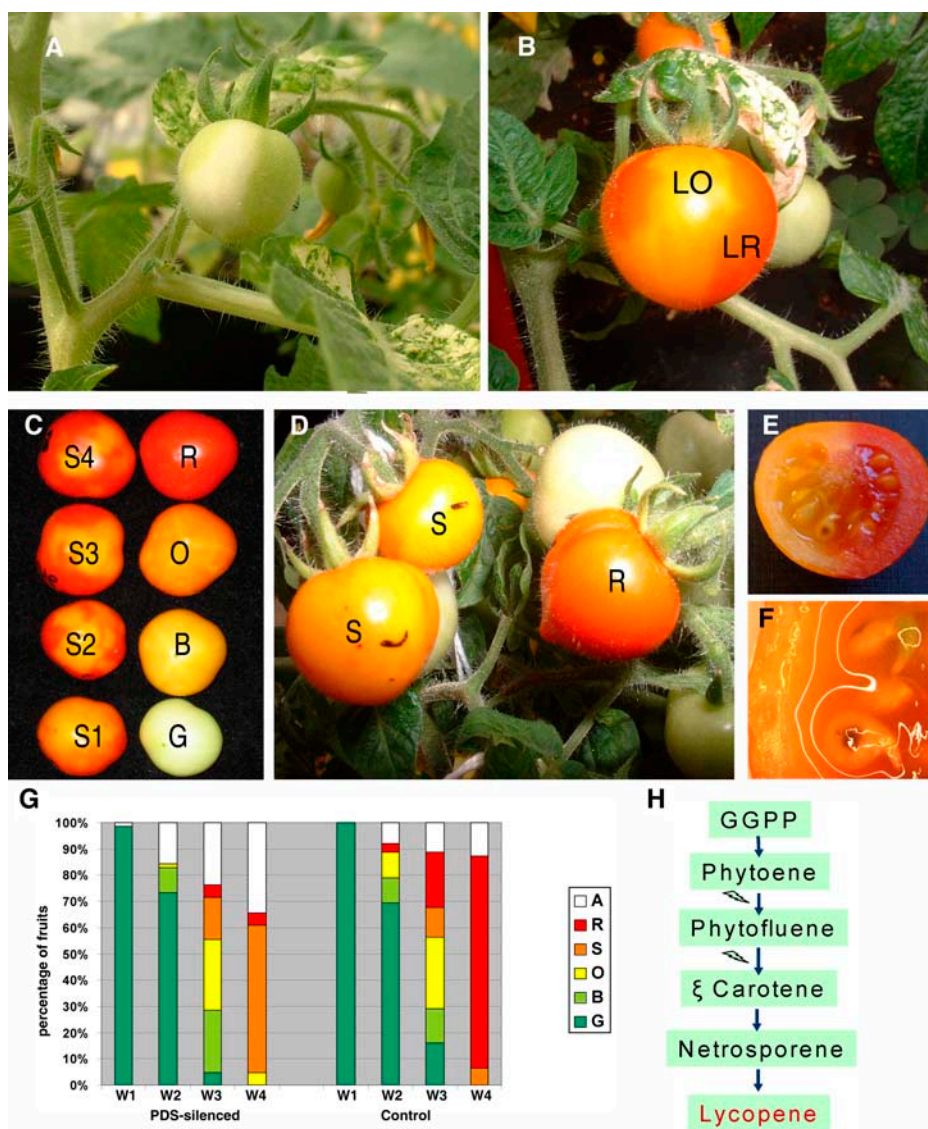 A
B
LO
LR
C
S4
R
S3
O
S2
B
S1
G
D
S
S
R
E
F
G
100%
90%
80%
70%
60%
50%
40%
30%
20%
10%
0%
percentage of fruits
W1 W2 W3 W4 W1 W2 W3 W4
PDS-silenced Control
A
R
S
O
B
G
H
GGPP
Phytoene
Phytofluene
ξ Carotene
Netrosporene
Lycopene